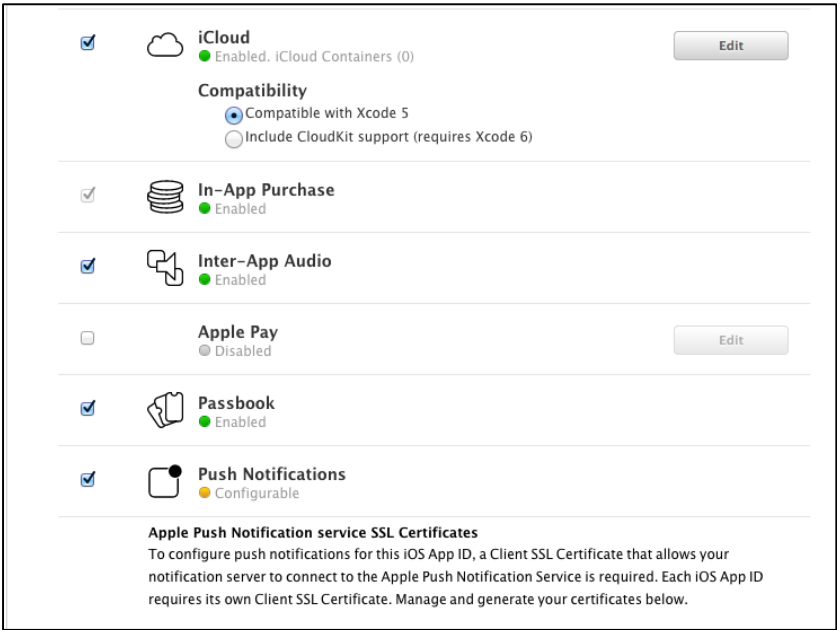 iCloud
Enabled. iCloud Containers (0)
Edit
Compatibility
Compatible with Xcode 5
Include CloudKit support (requires Xcode 6)
In-App Purchase
Enabled
Inter-App Audio
Enabled
Apple Pay
Disabled
Edit
Passbook
Enabled
Push Notifications
Configurable
Apple Push Notification service SSL Certificates
To configure push notifications for this iOS App ID, a Client SSL Certificate that allows your
notification server to connect to the Apple Push Notification Service is required. Each iOS App ID
requires its own Client SSL Certificate. Manage and generate your certificates below.